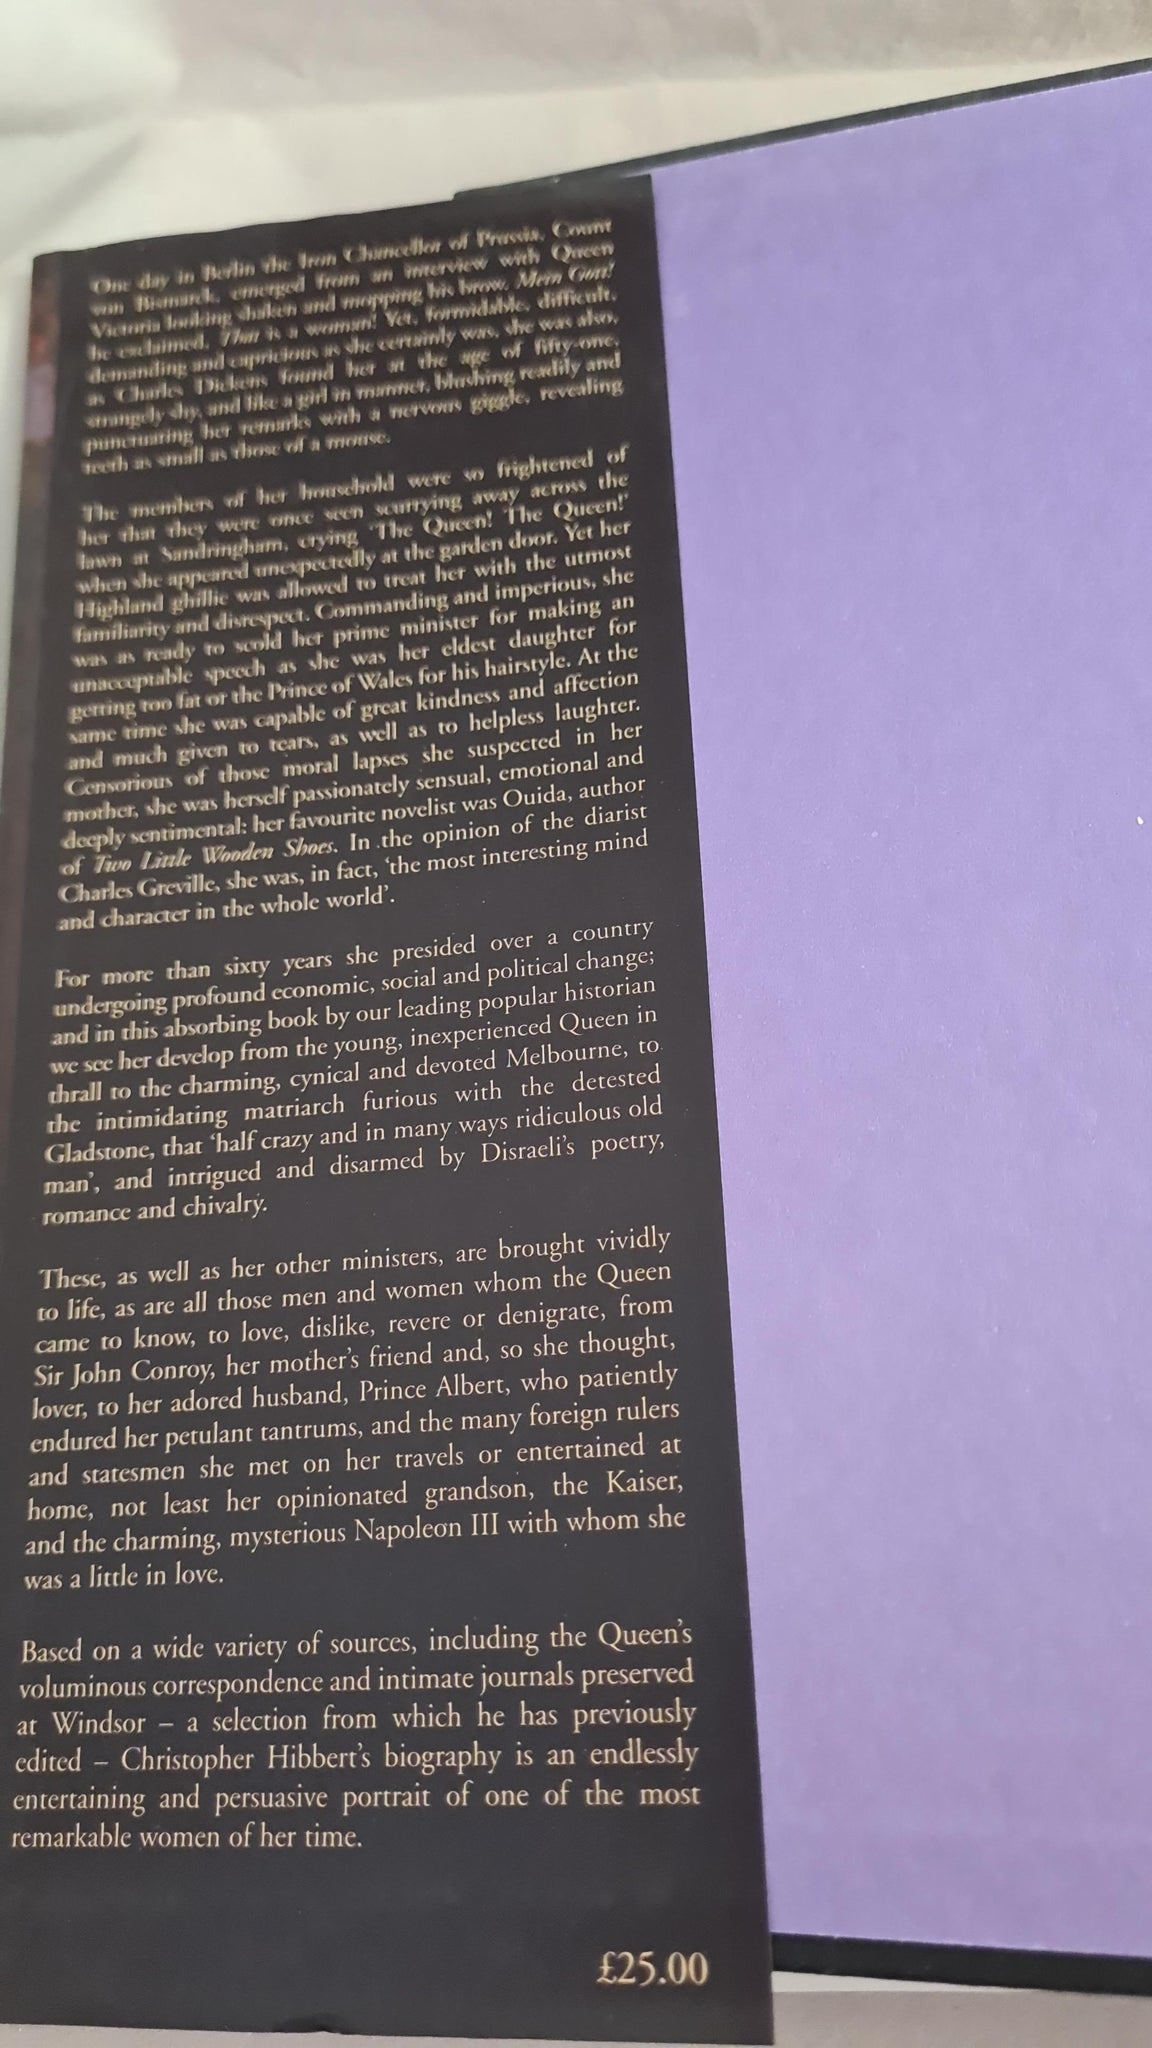 One day in Berlin the Iron Chancellor of Prussia, Count
von Bismarck, emerged from an interview with Queen
Victoria looking shaken and mopping his brow. Mein Gott!
he exclaimed. That is a woman! Yet, formidable, difficult,
demanding and capricious as she certainly was, she was also,
as Charles Dickens found her at the age of fifty-one,
strangely shy, and like a girl in manner, blushing readily and
punctuating her remarks with a nervous giggle, revealing
teeth as small as those of a mouse.
The members of her household were so frightened of
her that they were once seen scurrying away across the
lawn at Sandringham, crying 'The Queen! The Queen!'
when she appeared unexpectedly at the garden door. Yet her
Highland ghillie was allowed to treat her with the utmost
familiarity and disrespect. Commanding and imperious, she
was as ready to scold her prime minister for making an
unacceptable speech as she was her eldest daughter for
getting too fat or the Prince of Wales for his hairstyle. At the
same time she was capable of great kindness and affection
and much given to tears, as well as to helpless laughter.
Censorious of those moral lapses she suspected in her
mother, she was herself passionately sensual, emotional and
deeply sentimental: her favourite novelist was Ouida, author
of Two Little Wooden Shoes. In the opinion of the diarist
Charles Greville, she was, in fact, 'the most interesting mind
and character in the whole world'.
For more than sixty years she presided over a country
undergoing profound economic, social and political change;
and in this absorbing book by our leading popular historian
we see her develop from the young, inexperienced Queen in
thrall to the charming, cynical and devoted Melbourne, to
the intimidating matriarch furious with the detested
Gladstone, that 'half crazy and in many ways ridiculous old
man', and intrigued and disarmed by Disraeli's poetry,
romance and chivalry.
These, as well as her other ministers, are brought vividly
to life, as are all those men and women whom the Queen
came to know, to love, dislike, revere or denigrate, from
Sir John Conroy, her mother's friend and, so she thought,
lover, to her adored husband, Prince Albert, who patiently
endured her petulant tantrums, and the many foreign rulers
and statesmen she met on her travels or entertained at
home, not least her opinionated grandson, the Kaiser,
and the charming, mysterious Napoleon III with whom she
was a little in love.
Based on a wide variety of sources, including the Queen's
voluminous correspondence and intimate journals preserved
at Windsor – a selection from which he has previously
edited – Christopher Hibbert's biography is an endlessly
entertaining and persuasive portrait of one of the most
remarkable women of her time.
£25.00